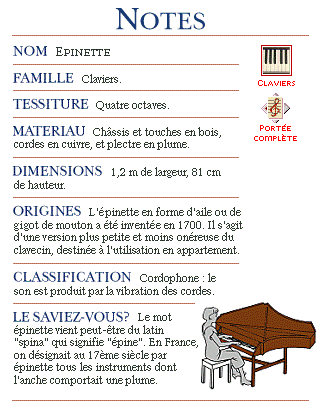 NOTES
NOM EPINETTE
CLAVIERS
FAMILLE Claviers.
TESSITURE Quatre octaves.
PORTÉE
COMPLÈTE
MATERIAU Châssis et touches en bois,
cordes en cuivre, et plectre en plume.
DIMENSIONS 1,2 m de largeur, 81 cm
de hauteur.
ORIGINES L'épinette en forme d'aile ou de
gigot de mouton a été inventée en 1700. Il s'agit
d'une version plus petite et moins onéreuse du
clavecin, destinée à l'utilisation en appartement.
CLASSIFICATION Cordophone : le
son est produit par la vibration des cordes.
LE SAVIEZ-VOUS? Le mot
épinette vient peut-être du latin
"spina" qui signifie "épine". En France,
on désignait au 17ème siècle par
épinette tous les instruments dont
l'anche comportait une plume.